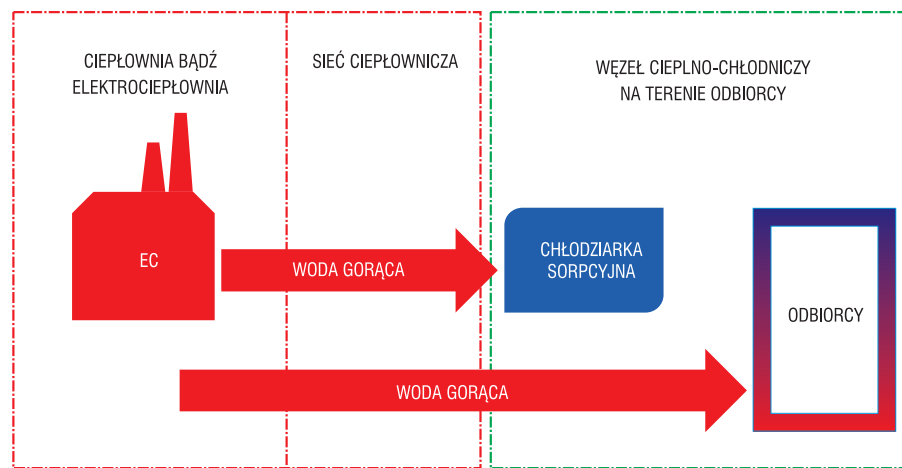 CIEPŁOWNIA BĄDŹ
ELEKTROCIEPŁOWNIA
SIEĆ CIEPŁOWNICZA
WĘZEŁ CIEPLNO-CHŁODNICZY
NA TERENIE ODBIORCY
EC
WODA GORĄCA
CHŁODZIARKA
SORPCYJNA
ODBIORCY
WODA GORĄCA